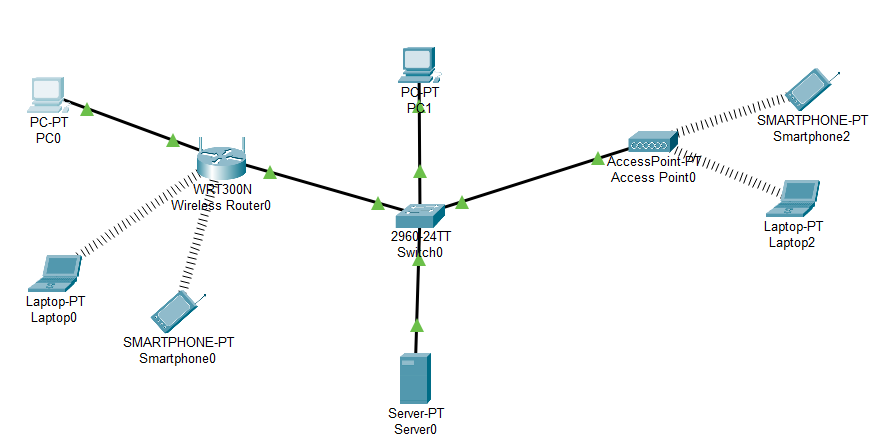 PC-PT
PC0
PC-PT
PC1
SMARTPHONE-PT
Smartphone2
AccessPoint-PT
Access Point0
WRT300N
Wireless Router0
Laptop-PT
Laptop2
2960-24TT
Switch0
Laptop-PT
Laptop0
SMARTPHONE-PT
Smartphone0
Server-PT
Server0